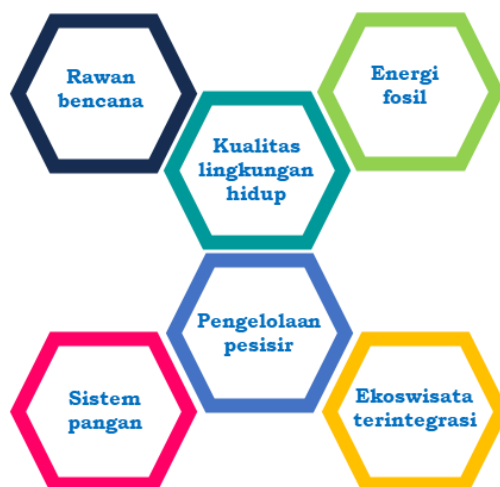 Rawan
bencana
Energi
fosil
Kualitas
lingkungan
hidup
Pengelolaan
pesisir
Sistem
pangan
Ekoswisata
terintegrasi